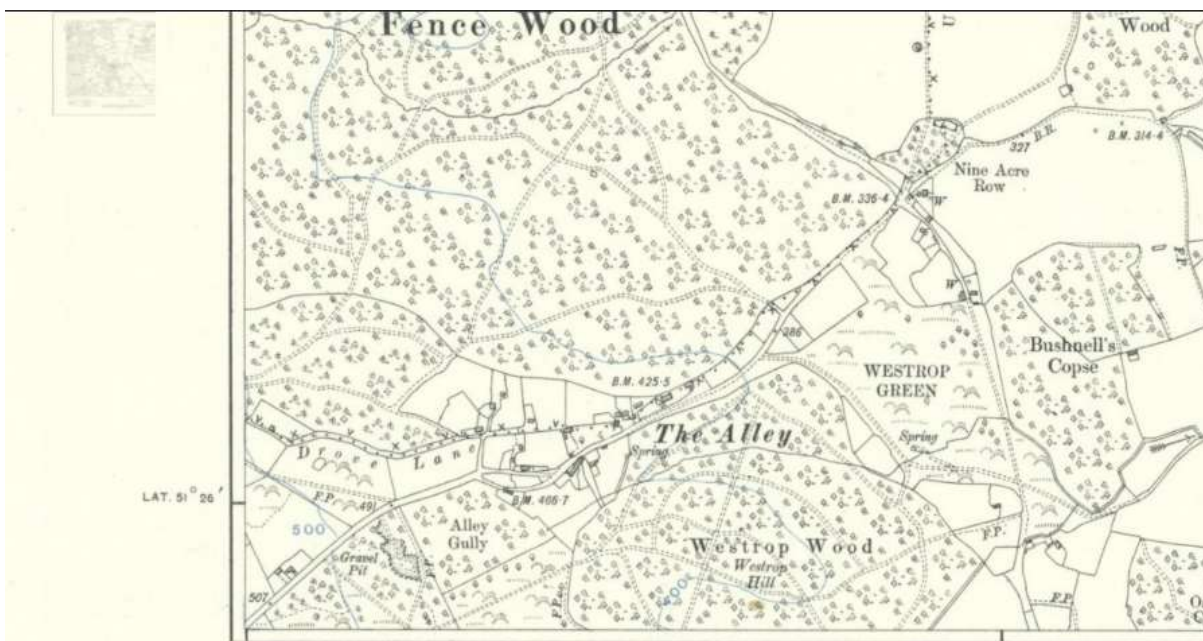 Fence Wood
Wood
U
327
B.R.
B.M. 314·4
Nine Acre
Row
B.M. 336·4
W
F.P.
W
386
Bushnell's
Copse
WESTROP
GREEN
B.M. 425·5
The Alley
Spring
Spring
Drove Lane
LAT. 51° 26′
F.P.
491
B.M. 466·7
500
Alley
Gully
F.P.
Westrop Wood
Westrop
Hill
Gravel
Pit
F.P.
400
507
F.P.
F.P.
O